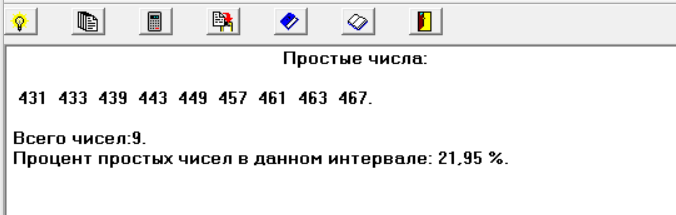 Простые числа:
431 433 439 443 449 457 461 463 467.
Всего чисел:9.
Процент простых чисел в данном интервале: 21,95 %.